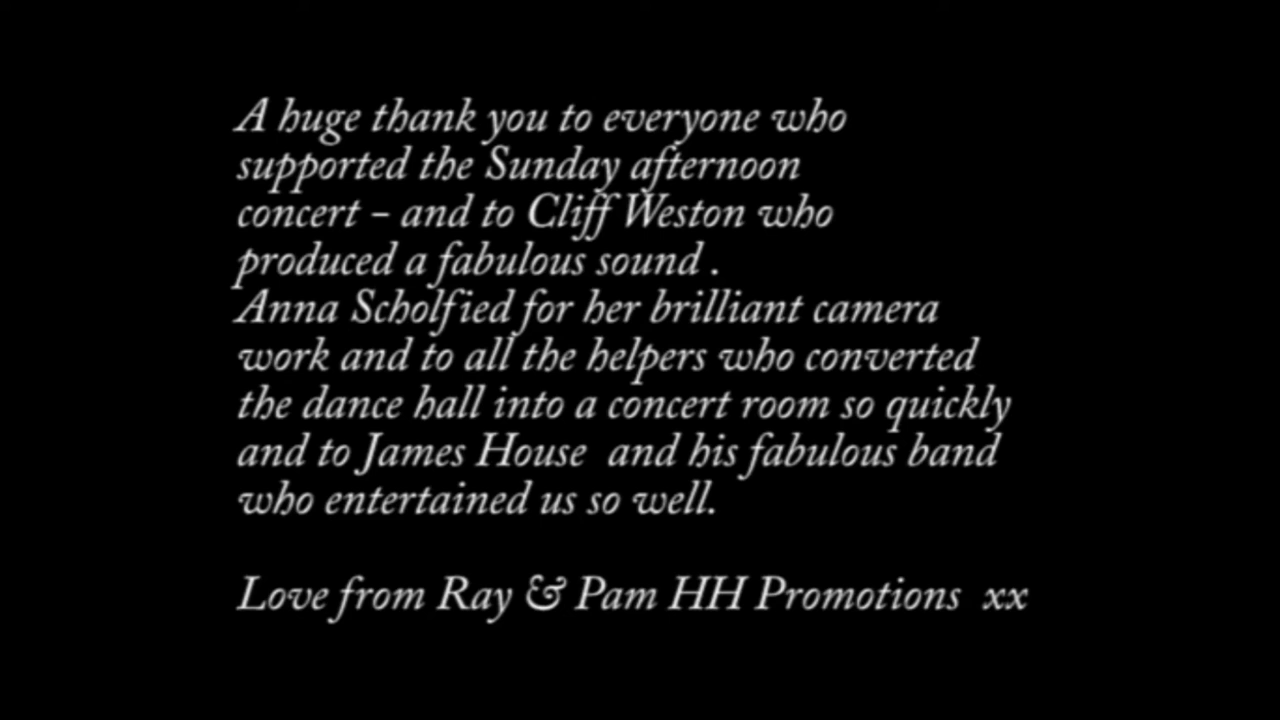 A huge thank you to everyone who
supported the Sunday afternoon
concert - and to Cliff Weston who
produced a fabulous sound .
Anna Scholfied for her brilliant camera
work and to all the helpers who converted
the dance hall into a concert room so quickly
and to James House  and his fabulous band
who entertained us so well.
Love from Ray & Pam HH Promotions  xx